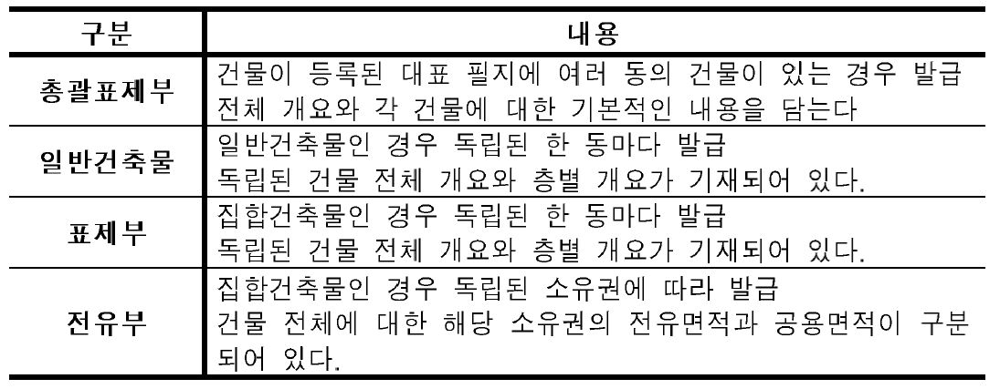 구분 내용
총괄표제부 건물이 등록된 대표 필지에 여러 동의 건물이 있는 경우 발급
전체 개요와 각 건물에 대한 기본적인 내용을 담는다
일반건축물 일반건축물인 경우 독립된 한 동마다 발급
독립된 건물 전체 개요와 층별 개요가 기재되어 있다.
표제부 집합건축물인 경우 독립된 한 동마다 발급
독립된 건물 전체 개요와 층별 개요가 기재되어 있다.
전유부 집합건축물인 경우 독립된 소유권에 따라 발급
건물 전체에 대한 해당 소유권의 전유면적과 공용면적이 구분
되어 있다.